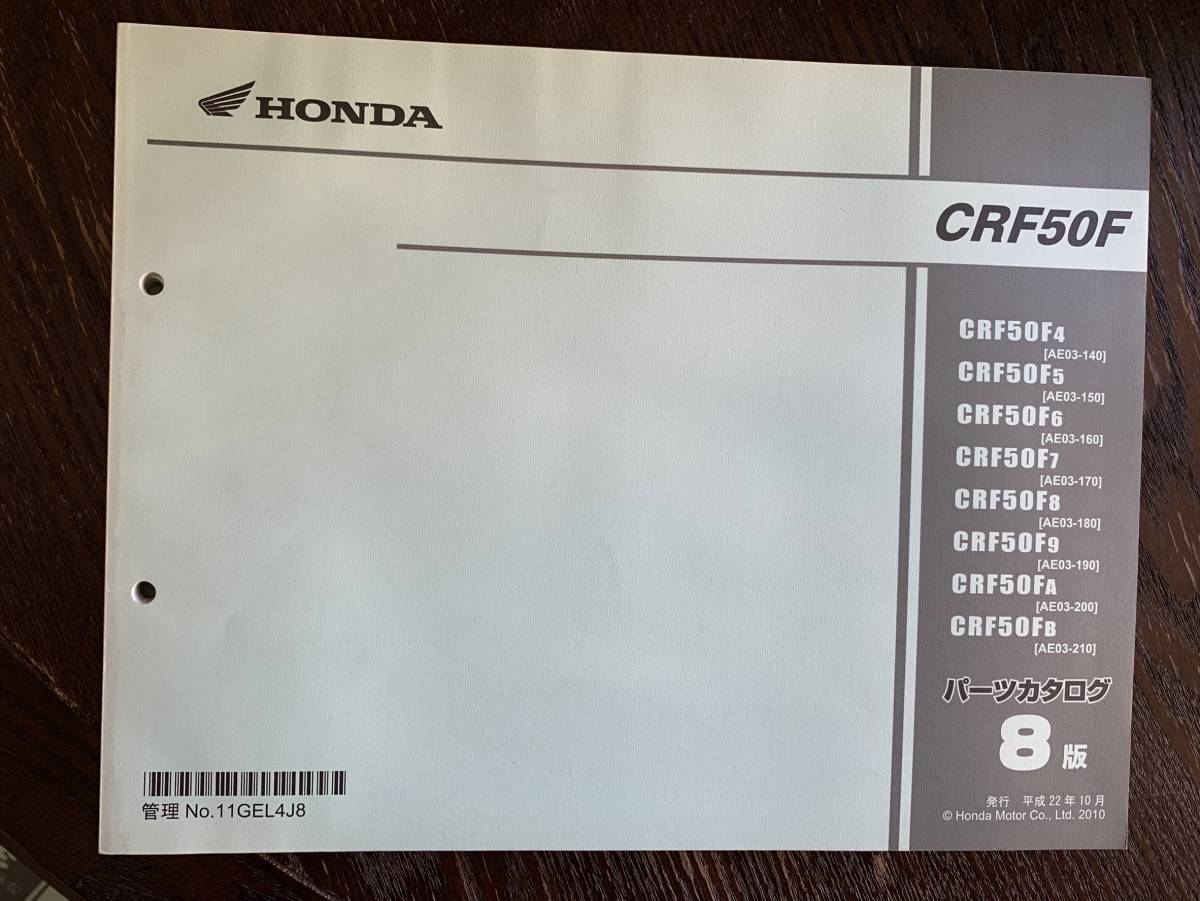 HONDA
CRF50F
CRF50F4
[AE03-140]
CRF50F5
[AE03-150]
CRF50F6
[AE03-160]
CRF50F7
[AE03-170]
CRF50F8
[AE03-180]
CRF50F9
[AE03-190]
CRF50FA
[AE03-200]
CRF50FB
[AE03-210]
パーツカタログ
8版
発行 平成22年10月
© Honda Motor Co., Ltd. 2010
管理 No.11GEL4J8